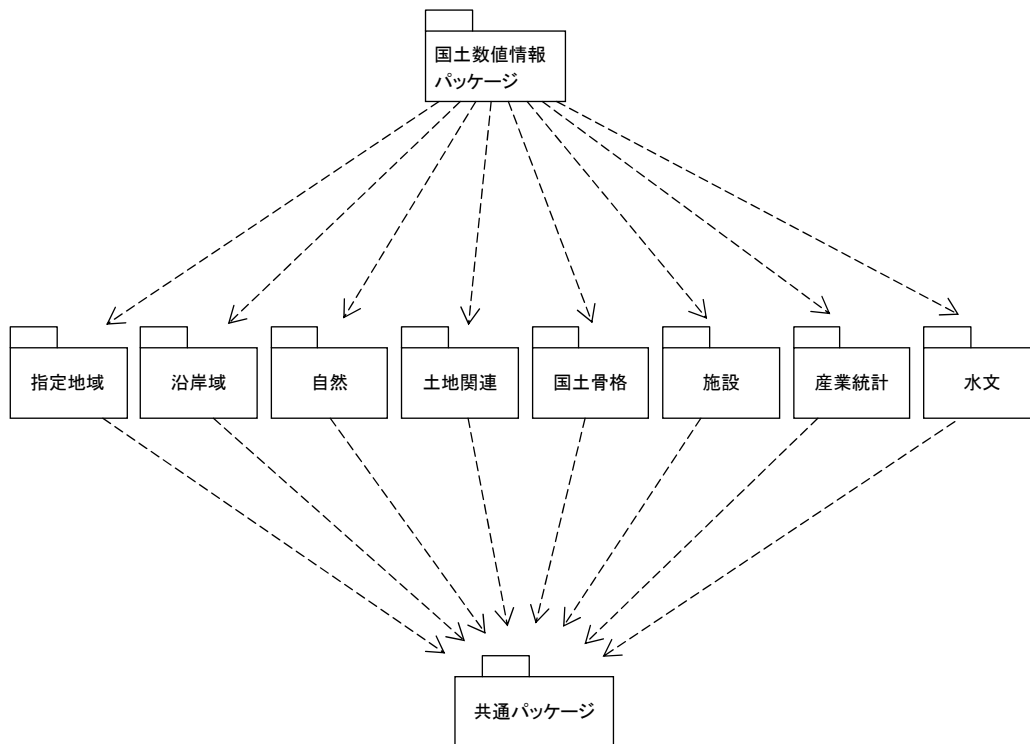 国土数値情報
パッケージ
指定地域
沿岸域
自然
土地関連
国土骨格
施設
産業統計
水文
共通パッケージ